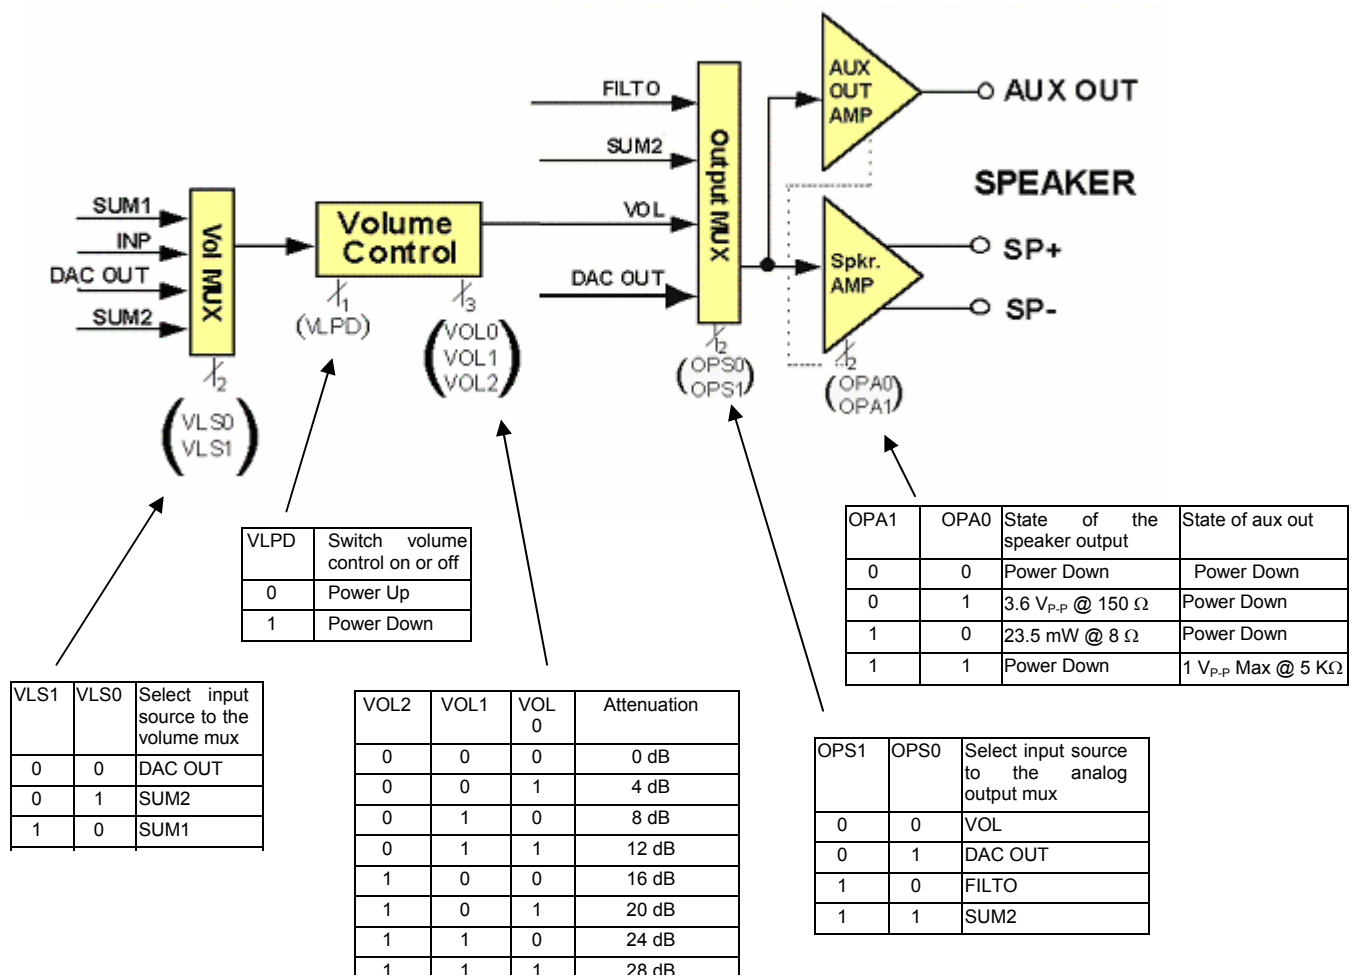 FILTO
SUM2
VOL
DAC OUT
Output MUX
AUX
OUT
AMP
AUX OUT
SPEAKER
Spkr.
AMP
SP+
SP-
SUM1
INP
DAC OUT
SUM2
Vol MUX
Volume
Control
1
(VLPD)
3
VOL0
VOL1
VOL2
2
(OPS0
OPS1)
2
(OPA0
OPA1)
2
VLS0
VLS1
VLPD Switch volume control on or off
0 Power Up
1 Power Down
OPA1 OPA0 State of the speaker output State of aux out
0 0 Power Down Power Down
0 1 3.6 VP-P @ 150 Ω Power Down
1 0 23.5 mW @ 8 Ω Power Down
1 1 Power Down 1 VP-P Max @ 5 KΩ
VLS1 VLS0 Select input source to the volume mux
0 0 DAC OUT
0 1 SUM2
1 0 SUM1
VOL2 VOL1 VOL 0 Attenuation
0 0 0 0 dB
0 0 1 4 dB
0 1 0 8 dB
0 1 1 12 dB
1 0 0 16 dB
1 0 1 20 dB
1 1 0 24 dB
1 1 1 28 dB
OPS1 OPS0 Select input source to the analog output mux
0 0 VOL
0 1 DAC OUT
1 0 FILTO
1 1 SUM2